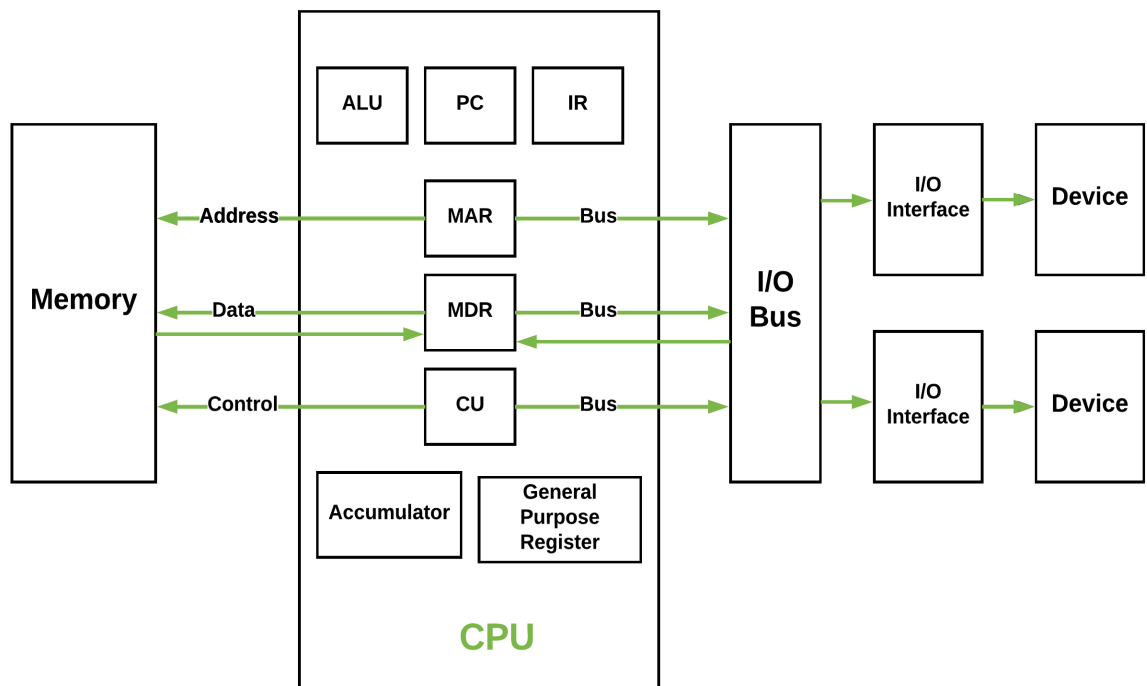 ALU
PC
IR
Memory
Address
MAR
Bus
Data
MDR
Bus
Control
CU
Bus
Accumulator
General
Purpose
Register
CPU
I/O
Bus
I/O
Interface
Device
I/O
Interface
Device